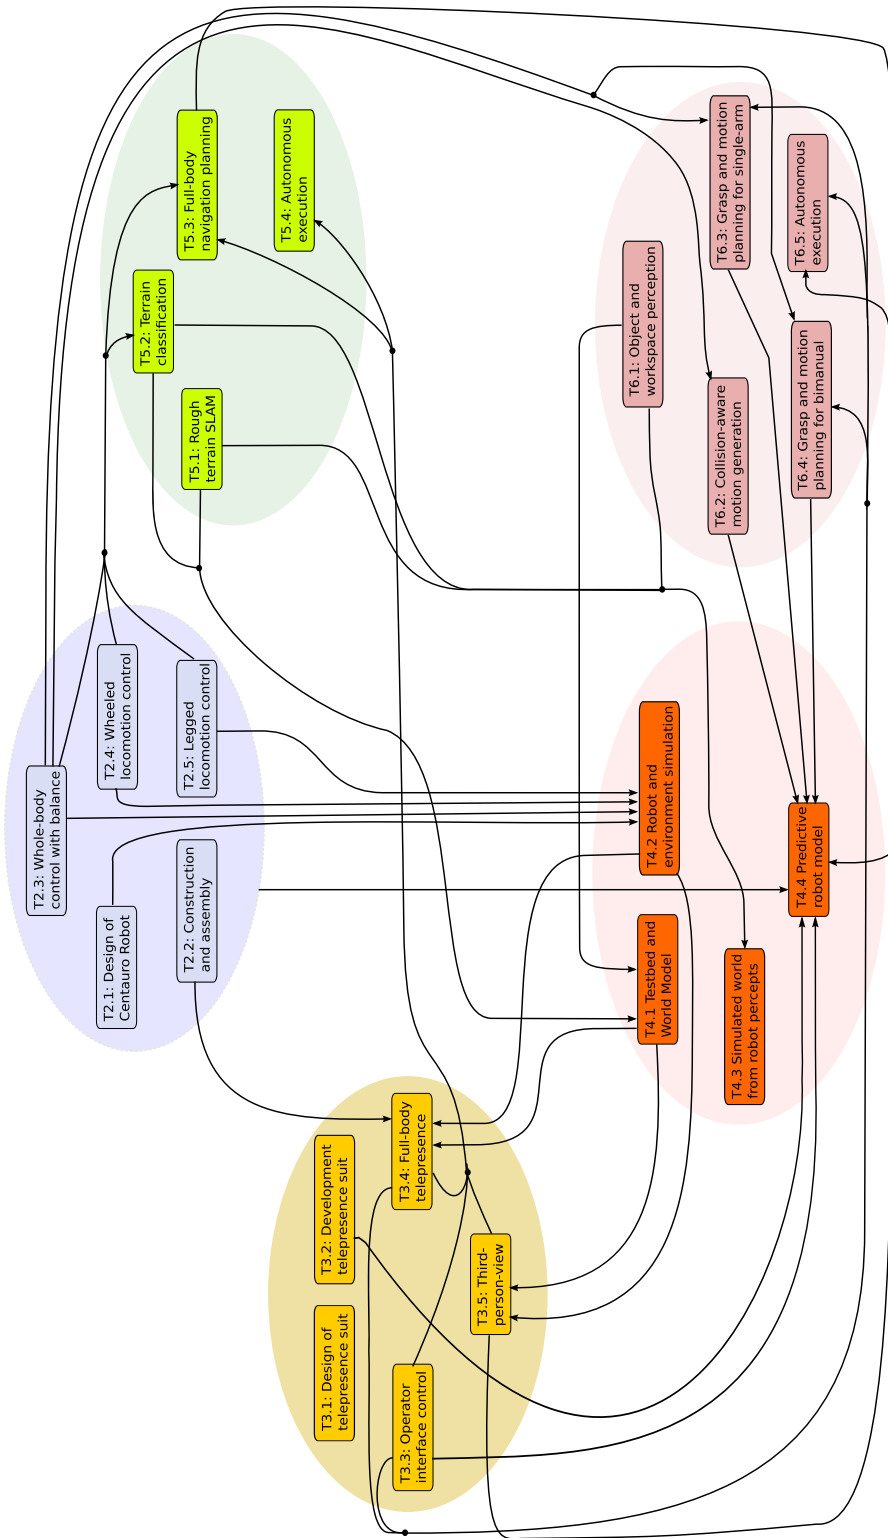 T2.3: Whole-body
control with balance
T2.1: Design of
Centauro Robot
T2.4: Wheeled
locomotion control
T2.2: Construction
and assembly
T2.5: Legged
locomotion control
T5.2: Terrain
classification
T5.1: Rough
terrain SLAM
T5.3: Full-body
navigation planning
T5.4: Autonomous
execution
T3.1: Design of
telepresence suit
T3.2: Development
telepresence suit
T3.3: Operator
interface control
T3.4: Full-body
telepresence
T3.5: Third-
person-view
T4.1 Testbed and
World Model
T4.2 Robot and
environment simulation
T4.3 Simulated world
from robot percepts
T4.4 Predictive
robot model
T6.1: Object and
workspace perception
T6.2: Collision-aware
motion generation
T6.3: Grasp and motion
planning for single-arm
T6.4: Grasp and motion
planning for bimanual
T6.5: Autonomous
execution